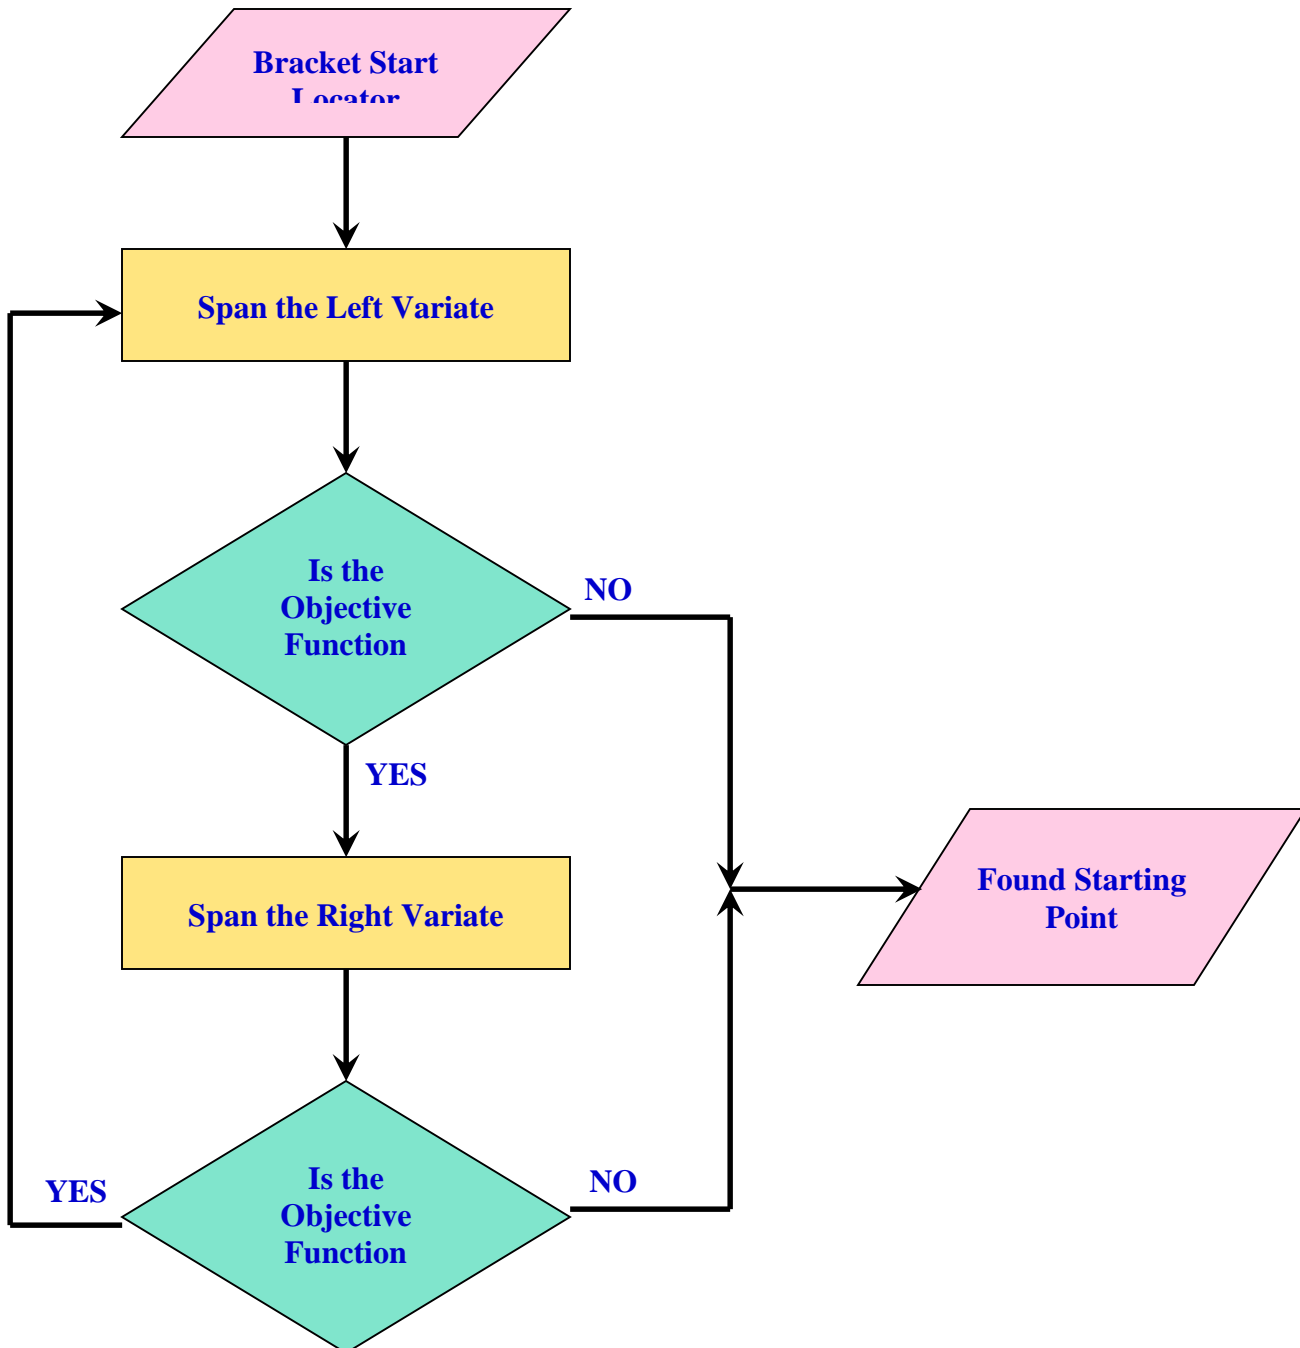 Bracket Start
Locator
Span the Left Variate
Is the
Objective
Function
NO
YES
Span the Right Variate
Found Starting
Point
Is the
Objective
Function
YES
NO